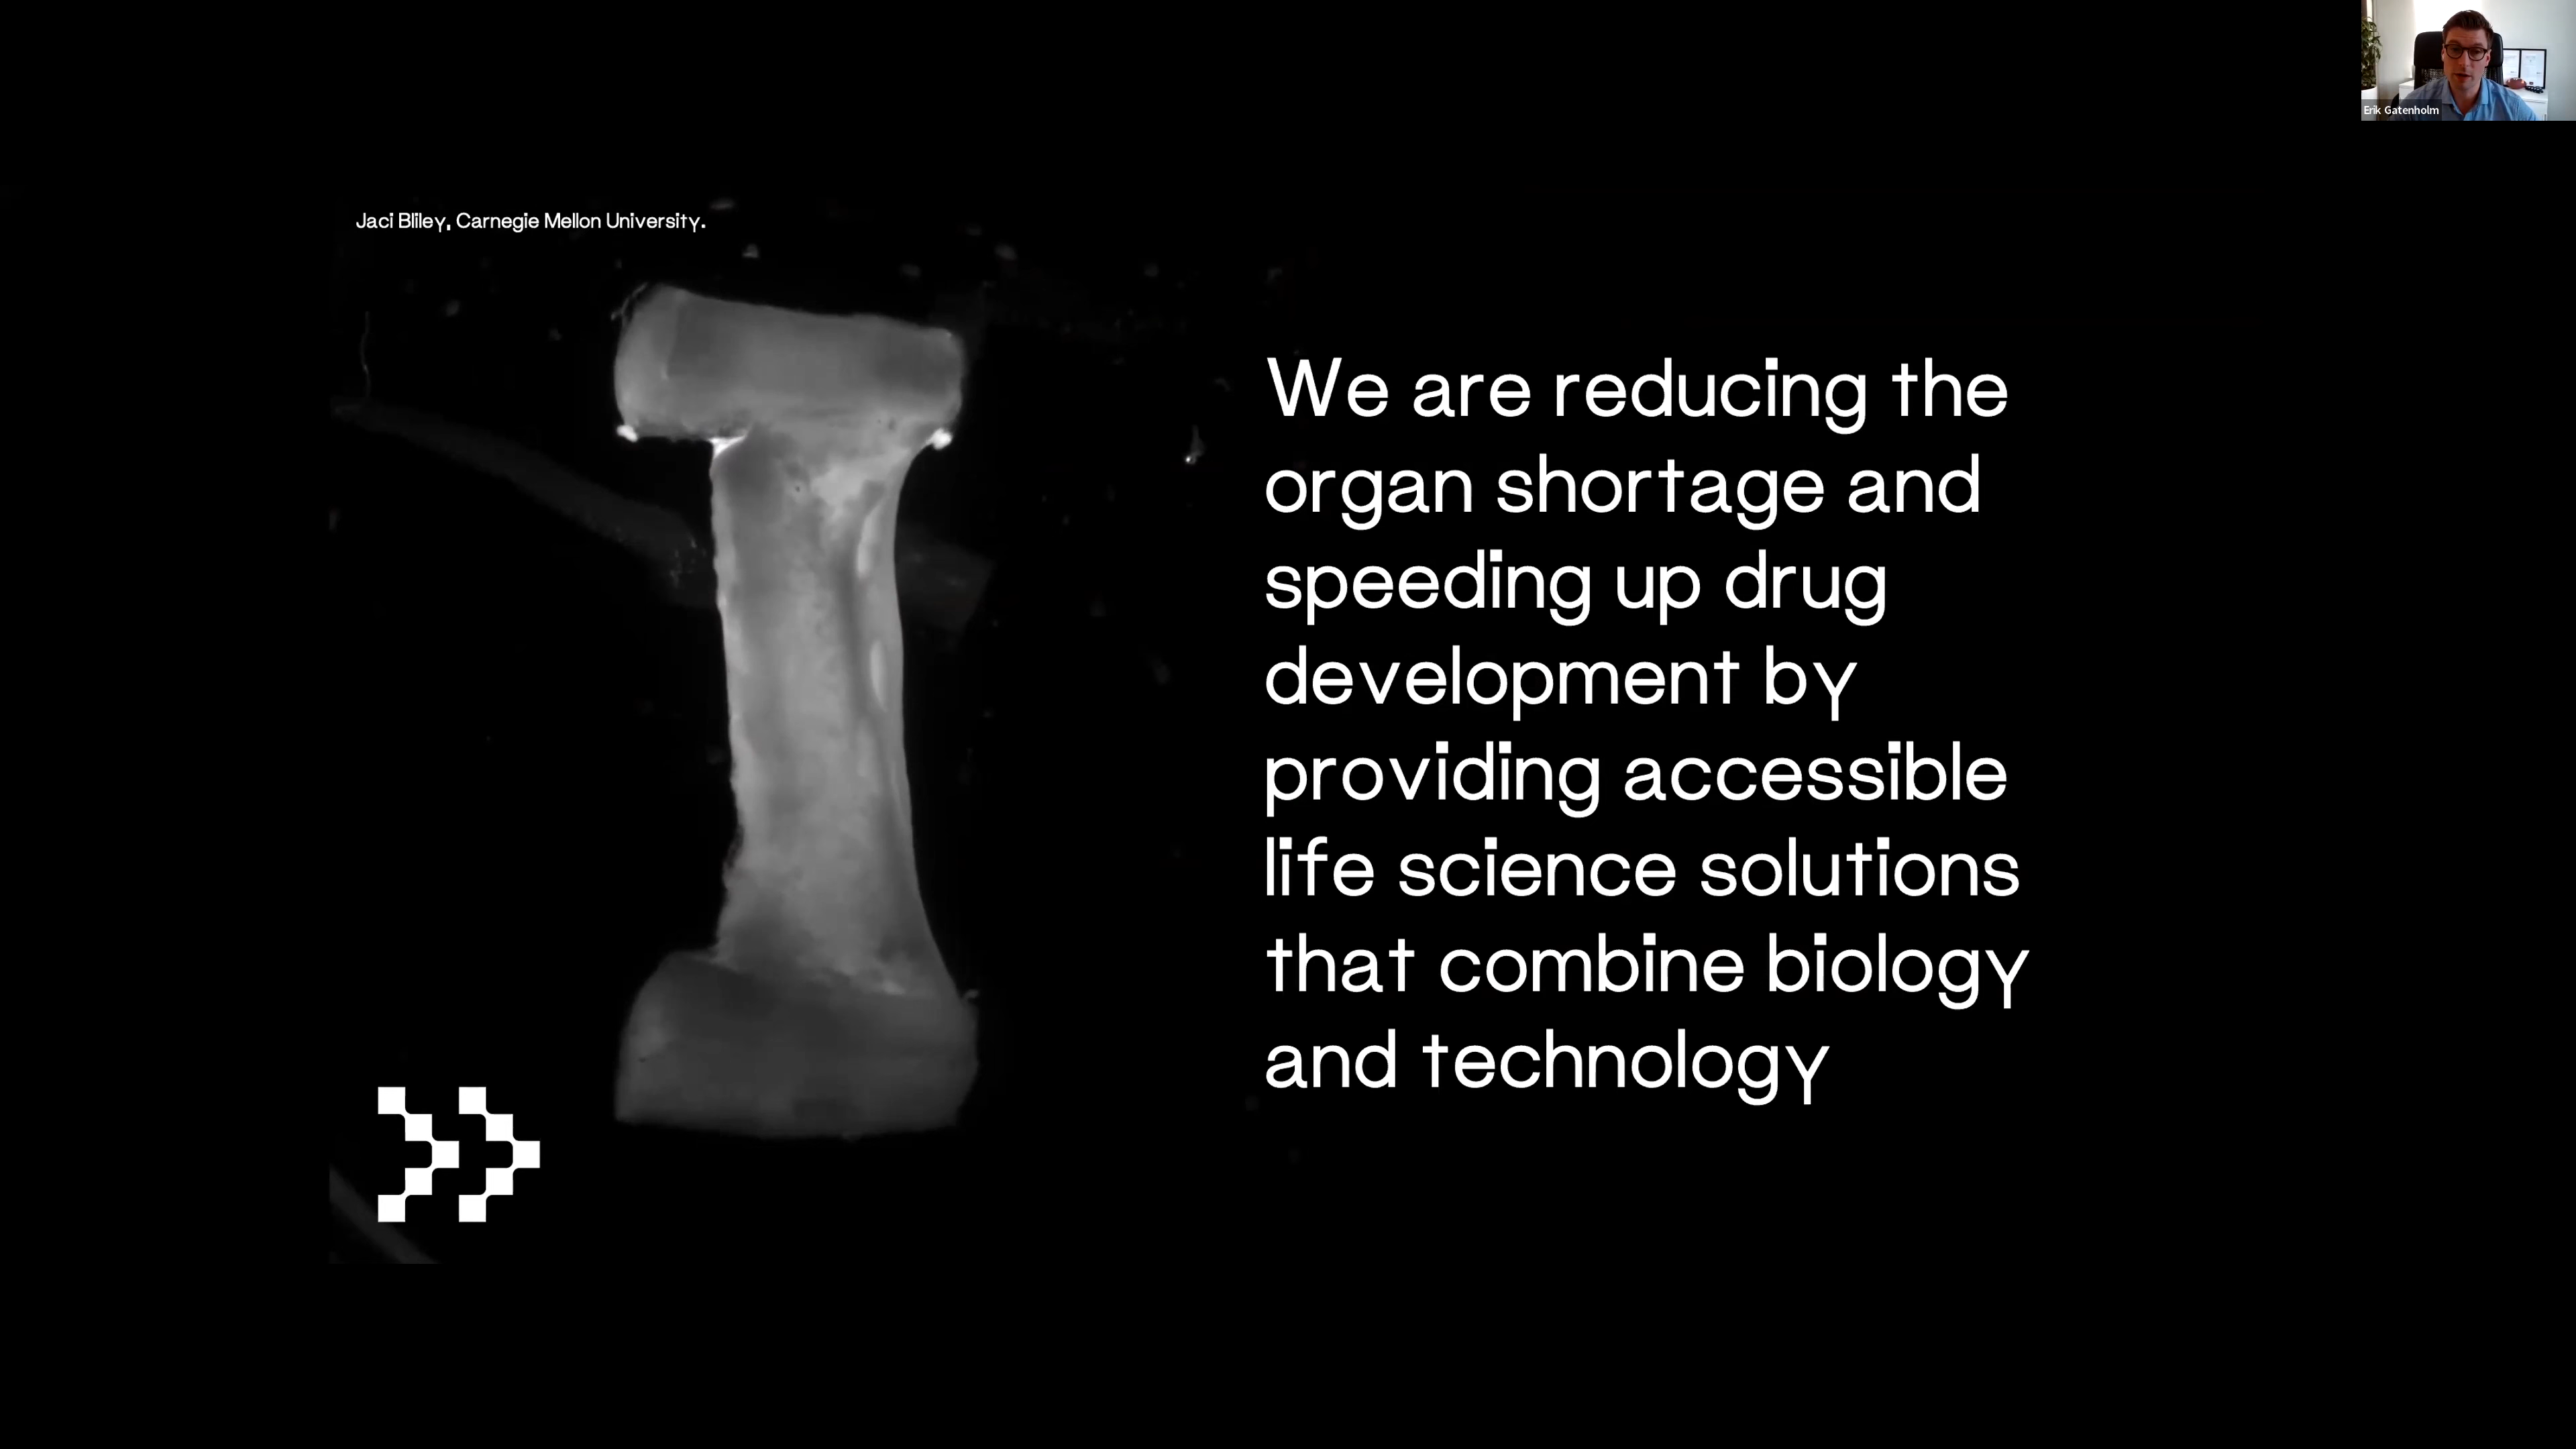 Erik Gatenholm
Jaci Bliley, Carnegie Mellon University.
We are reducing the
organ shortage and
speeding up drug
development by
providing accessible
life science solutions
that combine biology
and technology